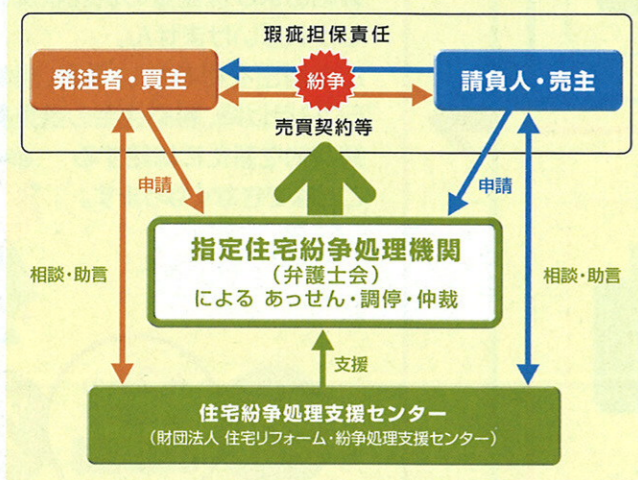 瑕疵担保責任
発注者・買主
紛争
請負人・売主
売買契約等
申請
申請
指定住宅紛争処理機関
(弁護士会)
による あっせん・調停・仲裁
相談・助言
相談・助言
支援
住宅紛争処理支援センター
(財団法人 住宅リフォーム・紛争処理支援センター)